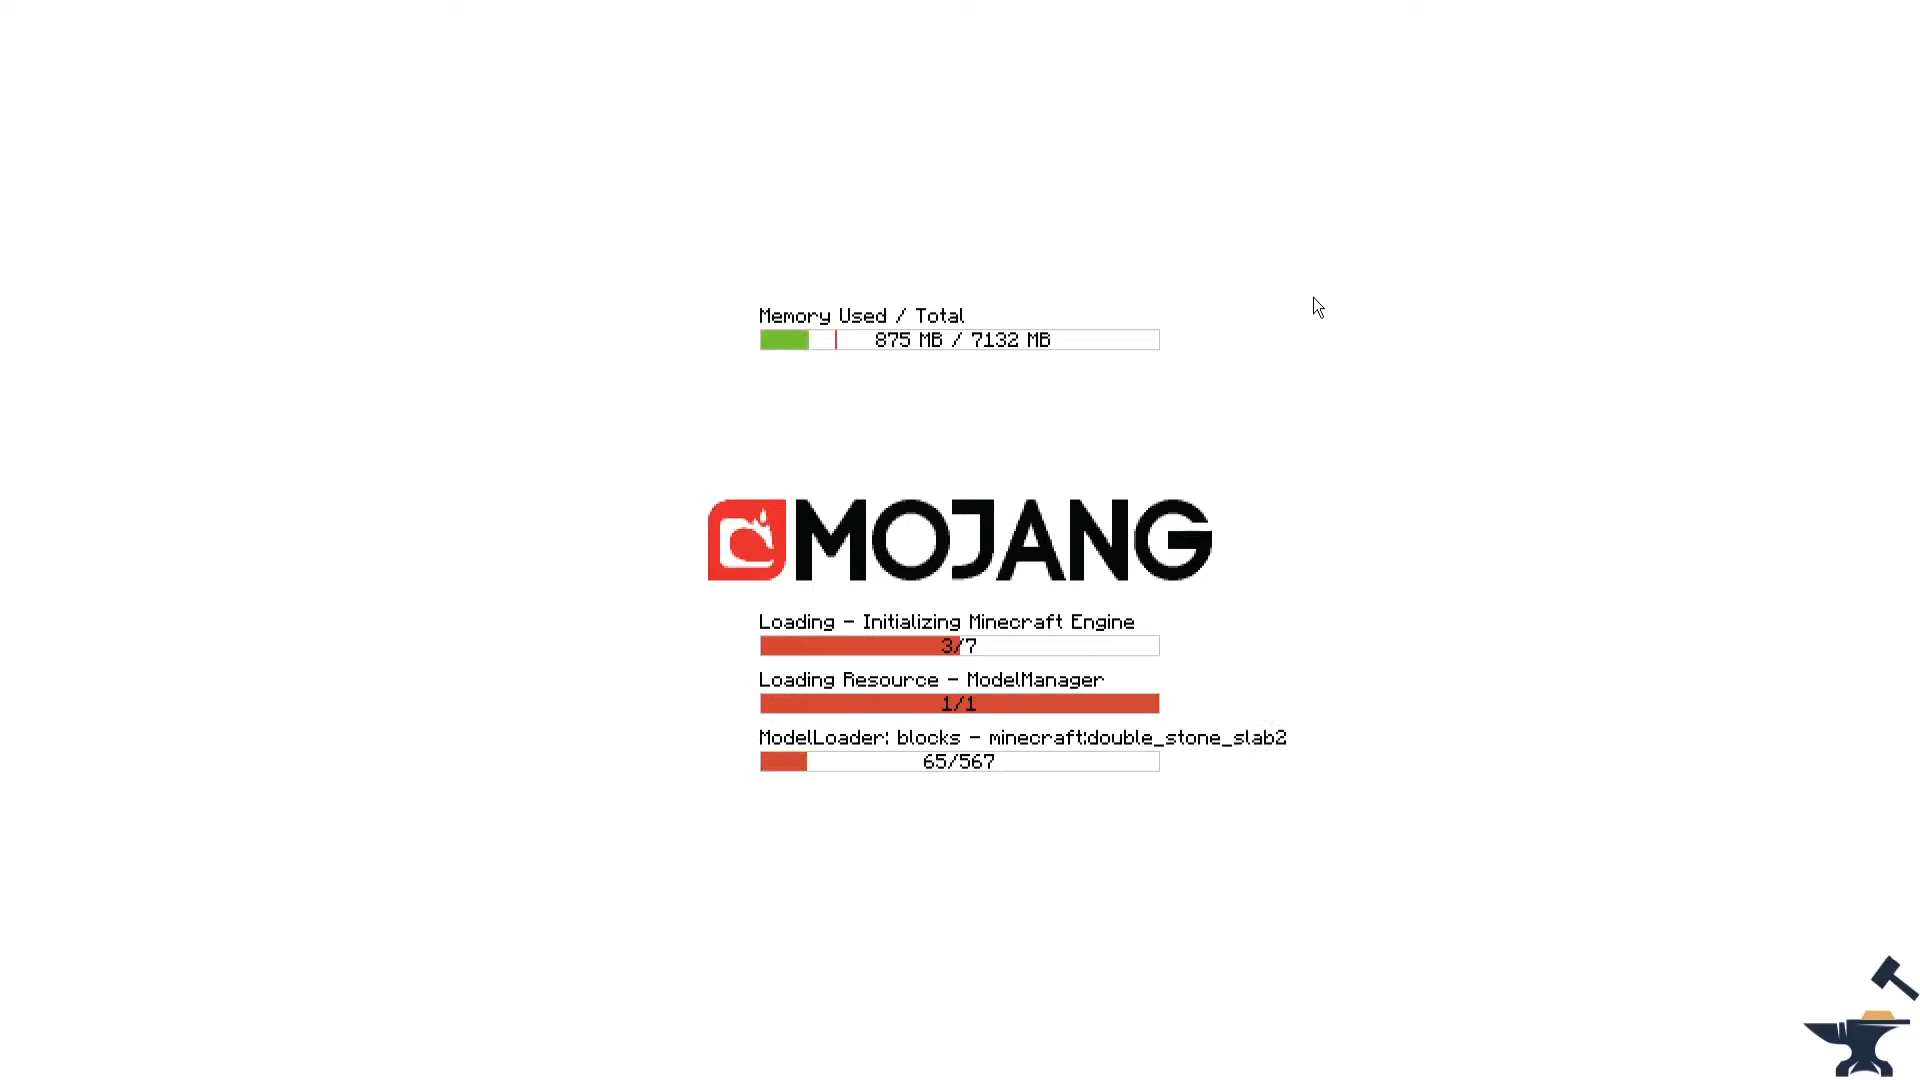 Memory Used / Total
875 MB / 7132 MB
MOJANG
Loading - Initializing Minecraft Engine
3/7
Loading Resource - ModelManager
1/1
ModelLoader: blocks - minecraft:double_stone_slab2
65/567